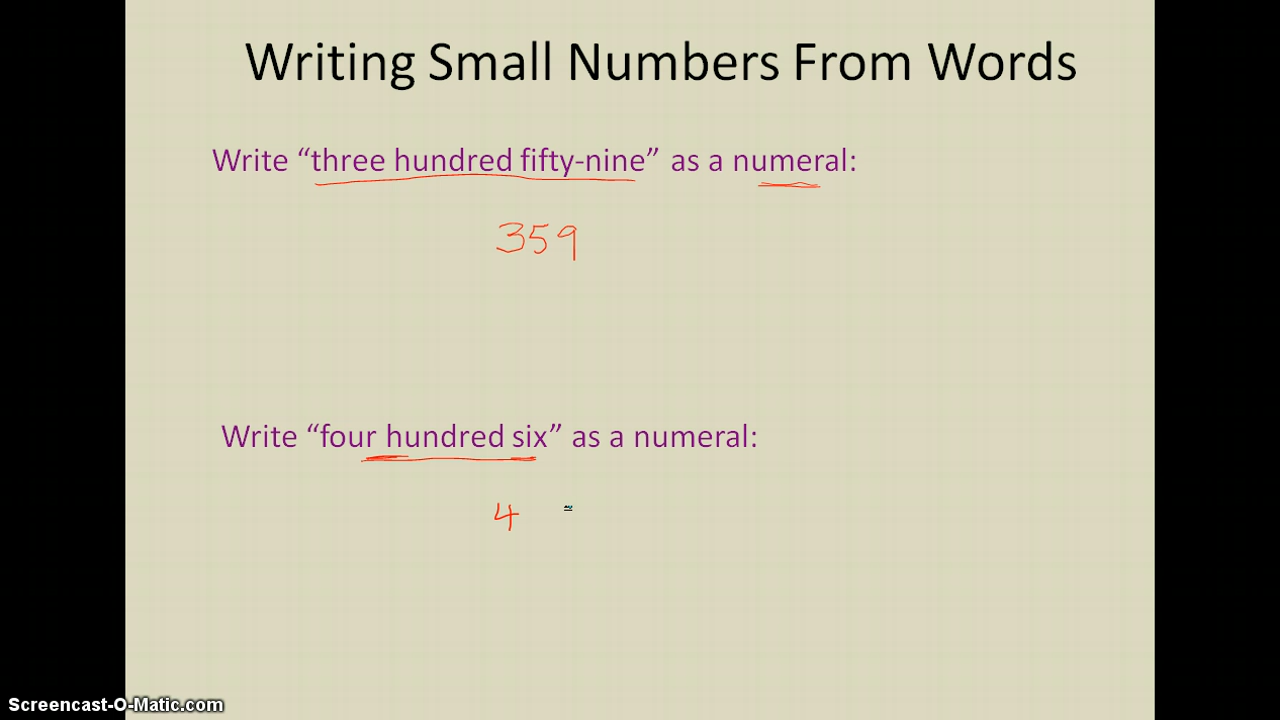 Writing Small Numbers From Words
Write “three hundred fifty-nine” as a numeral:
359
Write “four hundred six” as a numeral:
4
Screencast-O-Matic.com